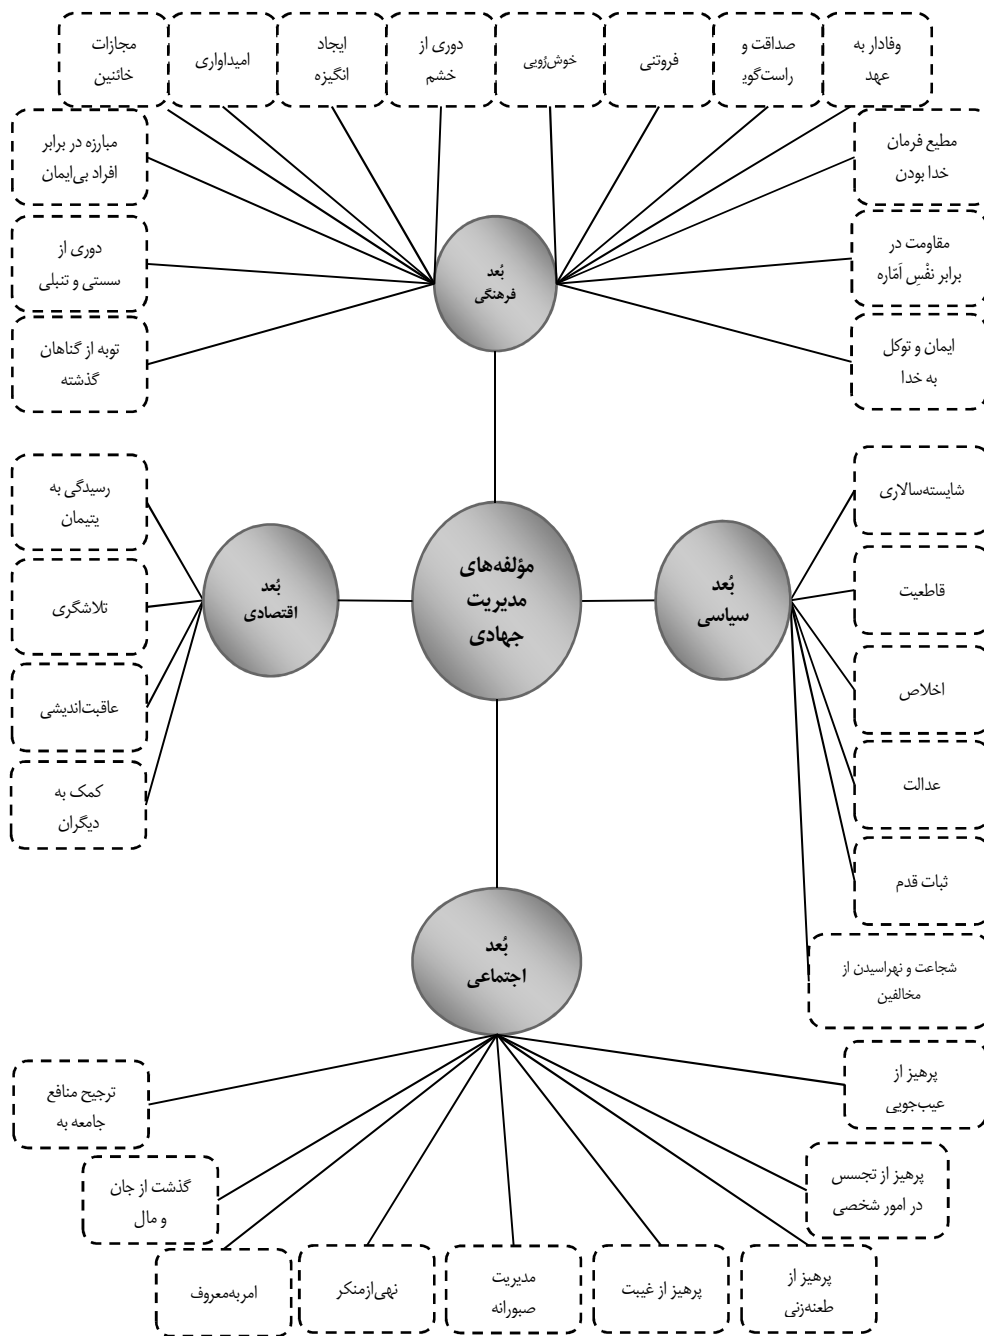 وفادار به
عهد
صداقت و
راست‌گویـ
فروتنی
خوش‌رُویی
دوری از
خشم
ایجاد
انگیزه
امیدواری
مجازات
خائنین
مطیع فرمان
خدا بودن
مبارزه در برابر
افراد بی‌ایمان
مقاومت در
برابر نفْسِ اَمّاره
دوری از
سستی و تنبلی
ایمان و توکل
به خدا
توبه از گناهان
گذشته
بُعد
فرهنگی
شایسته‌سالاری
قاطعیت
اخلاص
عدالت
ثبات قدم
شجاعت و نهراسیدن از
مخالفین
بُعد
سیاسی
مؤلفه‌های
مدیریت
جهادی
بُعد
اقتصادی
رسیدگی به
یتیمان
تلاشگری
عاقبت‌اندیشی
کمک به
دیگران
بُعد
اجتماعی
پرهیز از
عیب‌جویی
پرهیز از تجسس
در امور شخصی
پرهیز از
طعنه‌زنی
پرهیز از غیبت
مدیریت
صبورانه
نهی‌ازمنکر
امربه‌معروف
گذشت از جان
و مال
ترجیح منافع
جامعه به